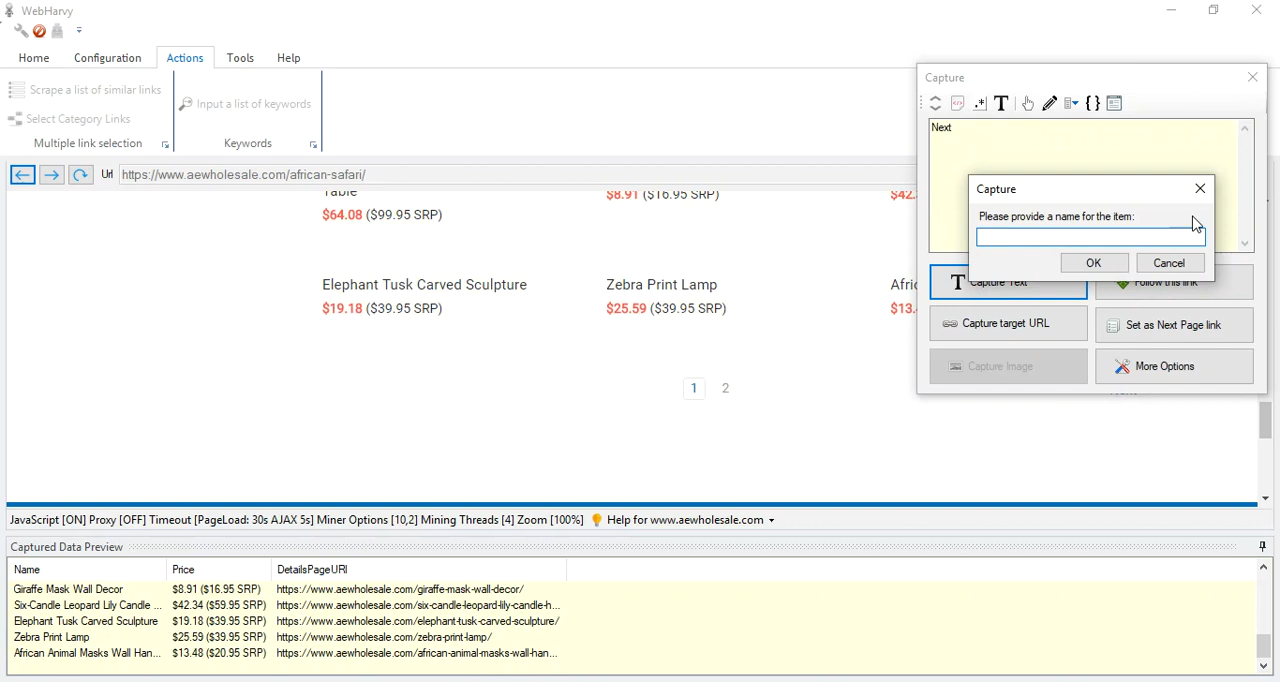 WebHarvy
Home Configuration Actions Tools Help
Scrape a list of similar links
Select Category Links
Multiple link selection
Input a list of keywords
Keywords
Url https://www.aewholesale.com/african-safari/
Table
$64.08 ($99.95 SRP)
$8.91 ($16.95 SRP)
$42.
Elephant Tusk Carved Sculpture
$19.18 ($39.95 SRP)
Zebra Print Lamp
$25.59 ($39.95 SRP)
Afric
$13.
1 2
Capture
Next
Capture
Please provide a name for the item:
OK Cancel
Capture Text
Follow this link
Capture target URL
Set as Next Page link
Capture Image
More Options
JavaScript [ON] Proxy [OFF] Timeout [PageLoad: 30s AJAX 5s] Miner Options [10,2] Mining Threads [4] Zoom [100%] Help for www.aewholesale.com
Captured Data Preview
Name Price DetailsPageURl
Giraffe Mask Wall Decor $8.91 ($16.95 SRP) https://www.aewholesale.com/giraffe-mask-wall-decor/
Six-Candle Leopard Lily Candle ... $42.34 ($59.95 SRP) https://www.aewholesale.com/six-candle-leopard-lily-candle-h...
Elephant Tusk Carved Sculpture $19.18 ($39.95 SRP) https://www.aewholesale.com/elephant-tusk-carved-sculpture/
Zebra Print Lamp $25.59 ($39.95 SRP) https://www.aewholesale.com/zebra-print-lamp/
African Animal Masks Wall Han... $13.48 ($20.95 SRP) https://www.aewholesale.com/african-animal-masks-wall-han...